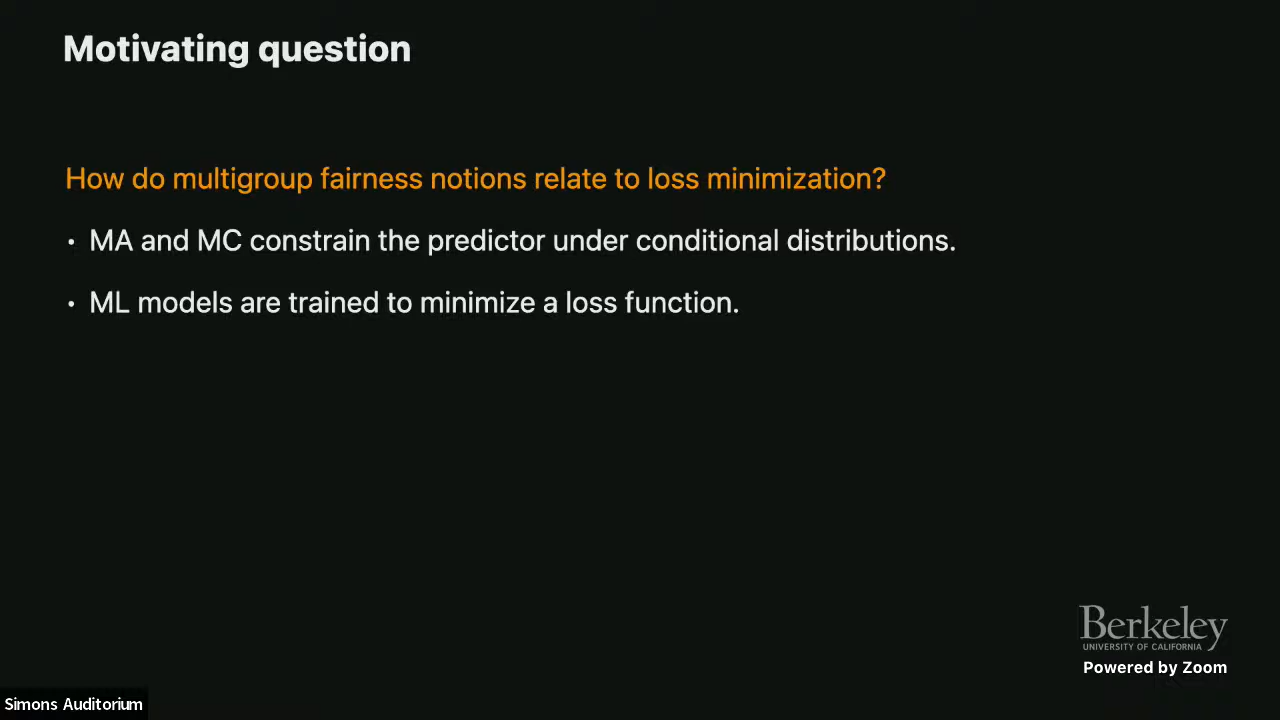 Motivating question
How do multigroup fairness notions relate to loss minimization?
• MA and MC constrain the predictor under conditional distributions.
• ML models are trained to minimize a loss function.
Berkeley
UNIVERSITY OF CALIFORNIA
Powered by Zoom
Simons Auditorium